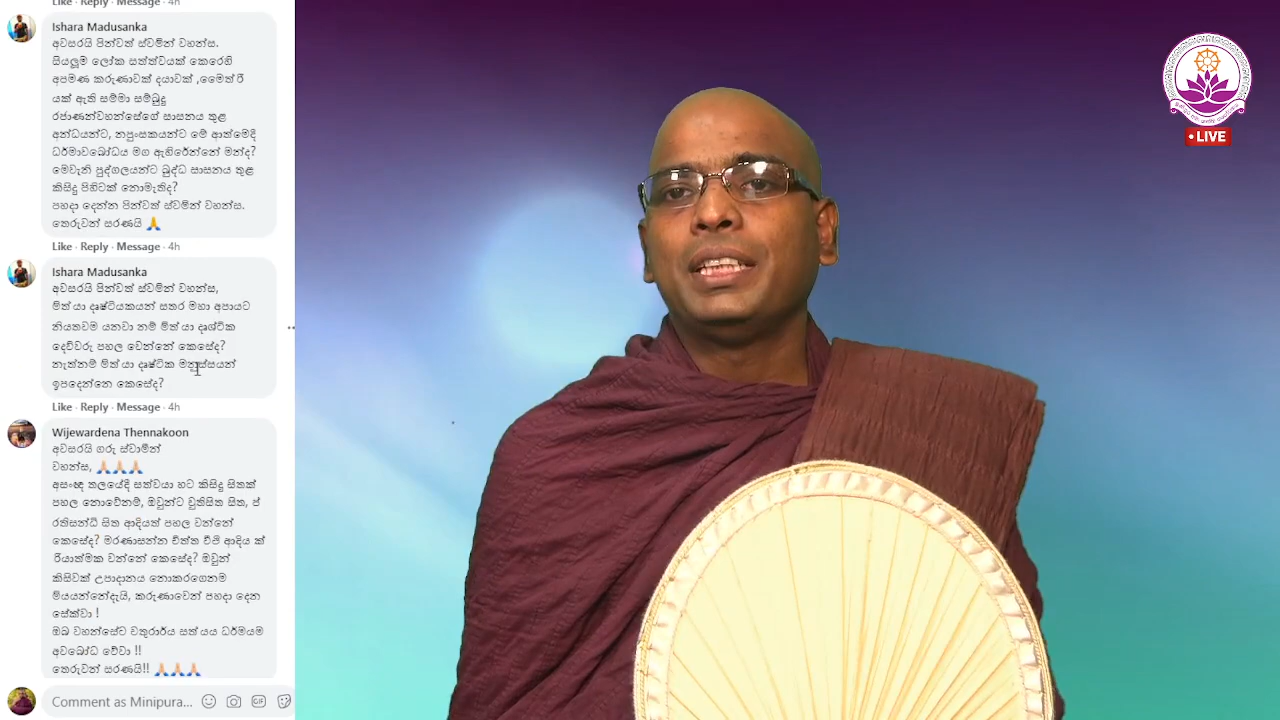 Like · Reply · Message · 4h
Ishara Madusanka
අවසරයි පින්වත් ස්වමින් වහන්ස.
සියලුම ලෝක සත්ත්වයක් කෙරෙහි
අපමණ කරුණාවක් දයාවක් ,මෛත්රී
යක් ඇති සම්මා සම්බුදු
රජාණන්වහන්සේගේ සාසනය තුළ
අන්ධයන්ට, නපුංසකයන්ට මේ ආත්මෙදි
ධර්මාවබෝධය මග ඇහිරේන්නේ මන්ද?
මෙවැනි පුද්ගලයන්ට බුද්ධ සාසනය තුළ
කිසිදු පිහිටක් නොමැතිද?
පහදා දෙන්න පින්වත් ස්වමින් වහන්ස.
තෙරුවන් සරණයි 🙏
Like · Reply · Message · 4h
Ishara Madusanka
අවසරයි පින්වත් ස්වමින් වහන්ස,
මිත්යා දෘෂ්ටියකයන් සතර මහා අපායට
නියතවම යනවා නම් මිත්යා දෘශ්ටික
දෙව්වරු පහල වෙන්නේ කෙසේද?
නැත්නම් මිත්යා දෘෂ්ටික මනුස්සයන්
ඉපදෙන්නෙ කෙසේද?
Like · Reply · Message · 4h
Wijewardena Thennakoon
අවසරයි ගරු ස්වාමින්
වහන්ස, 🙏🏻🙏🏻🙏🏻
අසංඥ තලයේදි සත්වයා හට කිසිදු සිතක්
පහල නොවේනම්, ඔවුන්ට චුතිසිත සිත, ප්
රතිසන්ධි සිත ආදියත් පහල වන්නේ
කෙසේද? මරණාසන්න චිත්ත වීථි ආදිය ක්
රියාත්මික වන්නේ කෙසේද? ඔවුන්
කිසිවක් උපාදානය නොකරගෙනම
මියයන්නේදැයි, කරුණාවෙන් පහදා දෙන
සේක්වා !
ඔබ වහන්සේට චතුරාර්ය සත්යය ධර්මයම
අවබෝධ වේවා !!
තෙරුවන් සරණයි!! 🙏🏻🙏🏻🙏🏻
Comment as Minipura...
GIF
• LIVE